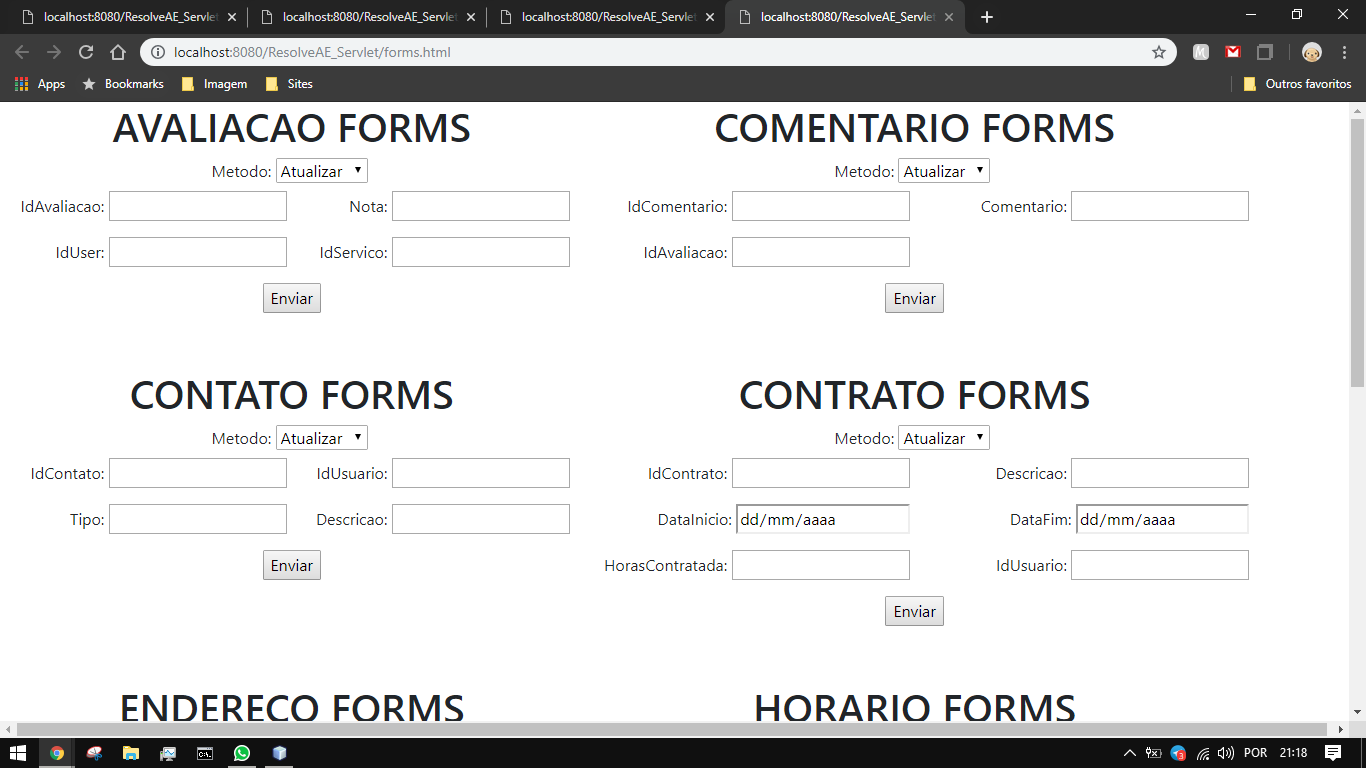 localhost:8080/ResolveAE_Servlet
localhost:8080/ResolveAE_Servlet
localhost:8080/ResolveAE_Servlet
localhost:8080/ResolveAE_Servlet
localhost:8080/ResolveAE_Servlet/forms.html
M
Apps
Bookmarks
Imagem
Sites
Outros favoritos
AVALIACAO FORMS
Metodo: Atualizar
IdAvaliacao:
Nota:
IdUser:
IdServico:
Enviar
COMENTARIO FORMS
Metodo: Atualizar
IdComentario:
Comentario:
IdAvaliacao:
Enviar
CONTATO FORMS
Metodo: Atualizar
IdContato:
IdUsuario:
Tipo:
Descricao:
Enviar
CONTRATO FORMS
Metodo: Atualizar
IdContrato:
Descricao:
DataInicio: dd/mm/aaaa
DataFim: dd/mm/aaaa
HorasContratada:
IdUsuario:
Enviar
ENDERECO FORMS
HORARIO FORMS
3
POR
21:18